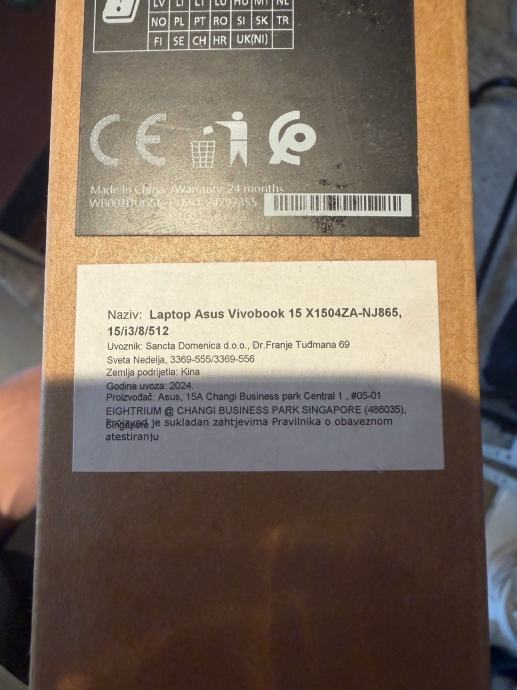 LV LT LT LU HU MT NL
NO PL PT RO SI SK TR
FI SE CH HR UK(NI)
CE
Made In China /Warranty: 24 months
Naziv: Laptop Asus Vivobook 15 X1504ZA-NJ865,
15/i3/8/512
Uvoznik: Sancta Domenica d.o.o., Dr.Franje Tuđmana 69
Sveta Nedelja, 3369-555/3369-556
Zemlja podrijetla: Kina
Godina uvoza: 2024.
Proizvođač: Asus, 15A Changi Business park Central 1 , #05-01
EIGHTRIUM @ CHANGI BUSINESS PARK SINGAPORE (486035),
Singapore
Proizvod je sukladan zahtjevima Pravilnika o obaveznom
atestiranju